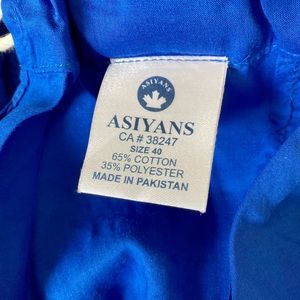 ASIYANS
ASIYANS
CA # 38247
SIZE 40
65% COTTON
35% POLYESTER
MADE IN PAKISTAN